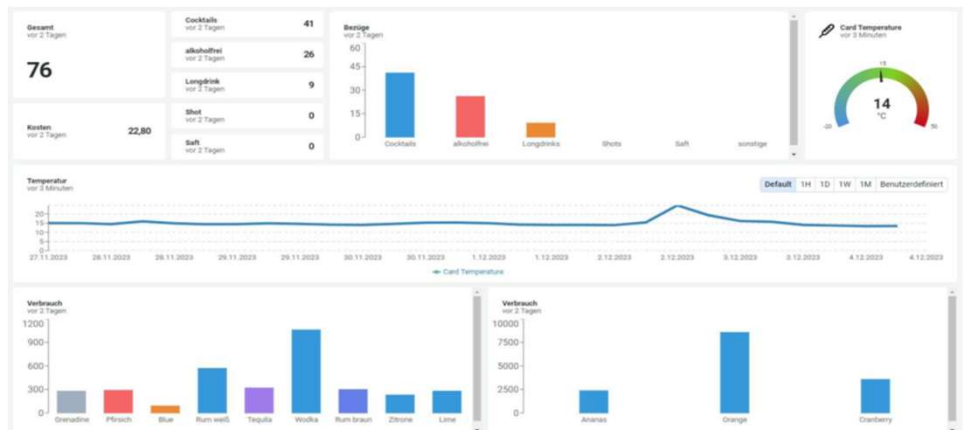 Gesamt
vor 2 Tagen
76
Kosten
vor 2 Tagen
22,80
Cocktails
vor 2 Tagen
41
alkoholfrei
vor 2 Tagen
26
Longdrink
vor 2 Tagen
9
Shot
vor 2 Tagen
0
Saft
vor 2 Tagen
0
Bezüge
vor 2 Tagen
60
45
30
15
0
Cocktails alkoholfrei Longdrinks Shots Saft sonstige
Card Temperature
vor 3 Minuten
15
14
°C
-20 50
Temperatur
vor 3 Minuten
Default 1H 1D 1W 1M Benutzerdefiniert
20
15
10
5
0
27.11.2023 28.11.2023 28.11.2023 29.11.2023 29.11.2023 30.11.2023 30.11.2023 1.12.2023 1.12.2023 2.12.2023 2.12.2023 3.12.2023 3.12.2023 4.12.2023 4.12.2023
Card Temperature
Verbrauch
vor 2 Tagen
1200
900
600
300
0
Grenadine Pfirsich Blue Rum weiß Tequila Wodka Rum braun Zitrone Lime
Verbrauch
vor 2 Tagen
10000
7500
5000
2500
0
Ananas Orange Cranberry